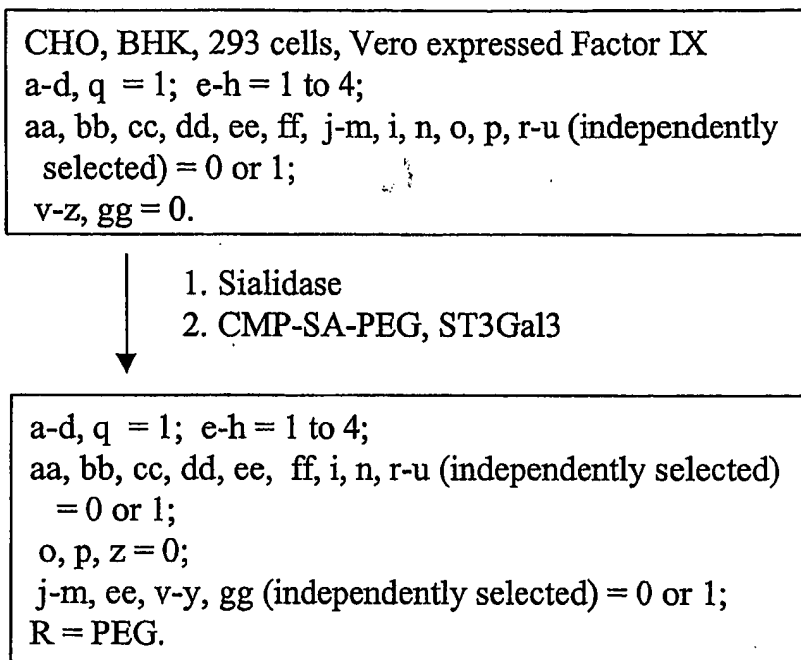 CHO, BHK, 293 cells, Vero expressed Factor IX
a-d, q = 1; e-h = 1 to 4;
aa, bb, cc, dd, ee, ff, j-m, i, n, o, p, r-u (independently
selected) = 0 or 1;
v-z, gg = 0.
1. Sialidase
2. CMP-SA-PEG, ST3Gal3
a-d, q = 1; e-h = 1 to 4;
aa, bb, cc, dd, ee, ff, i, n, r-u (independently selected)
= 0 or 1;
o, p, z = 0;
j-m, ee, v-y, gg (independently selected) = 0 or 1;
R = PEG.